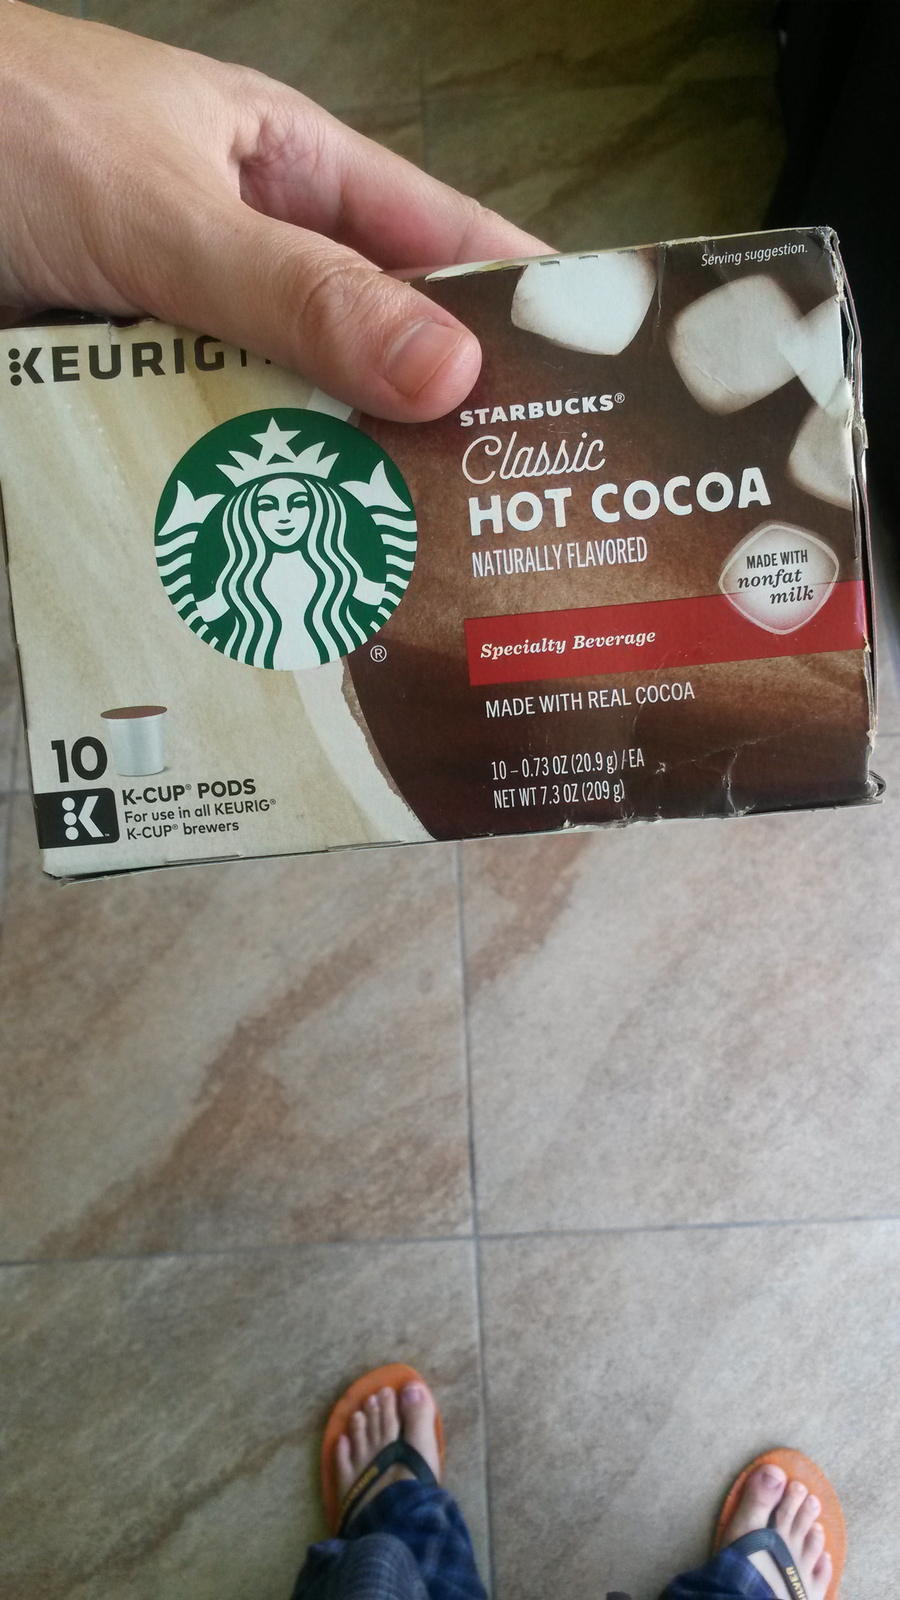 Serving suggestion.
KEURIG
STARBUCKS®
Classic
HOT COCOA
NATURALLY FLAVORED
MADE WITH
nonfat
milk
®
Specialty Beverage
MADE WITH REAL COCOA
10 – 0.73 OZ (20.9 g) / EA
NET WT 7.3 OZ (209 g)
10
K
K-CUP® PODS
For use in all KEURIG®
K-CUP® brewers